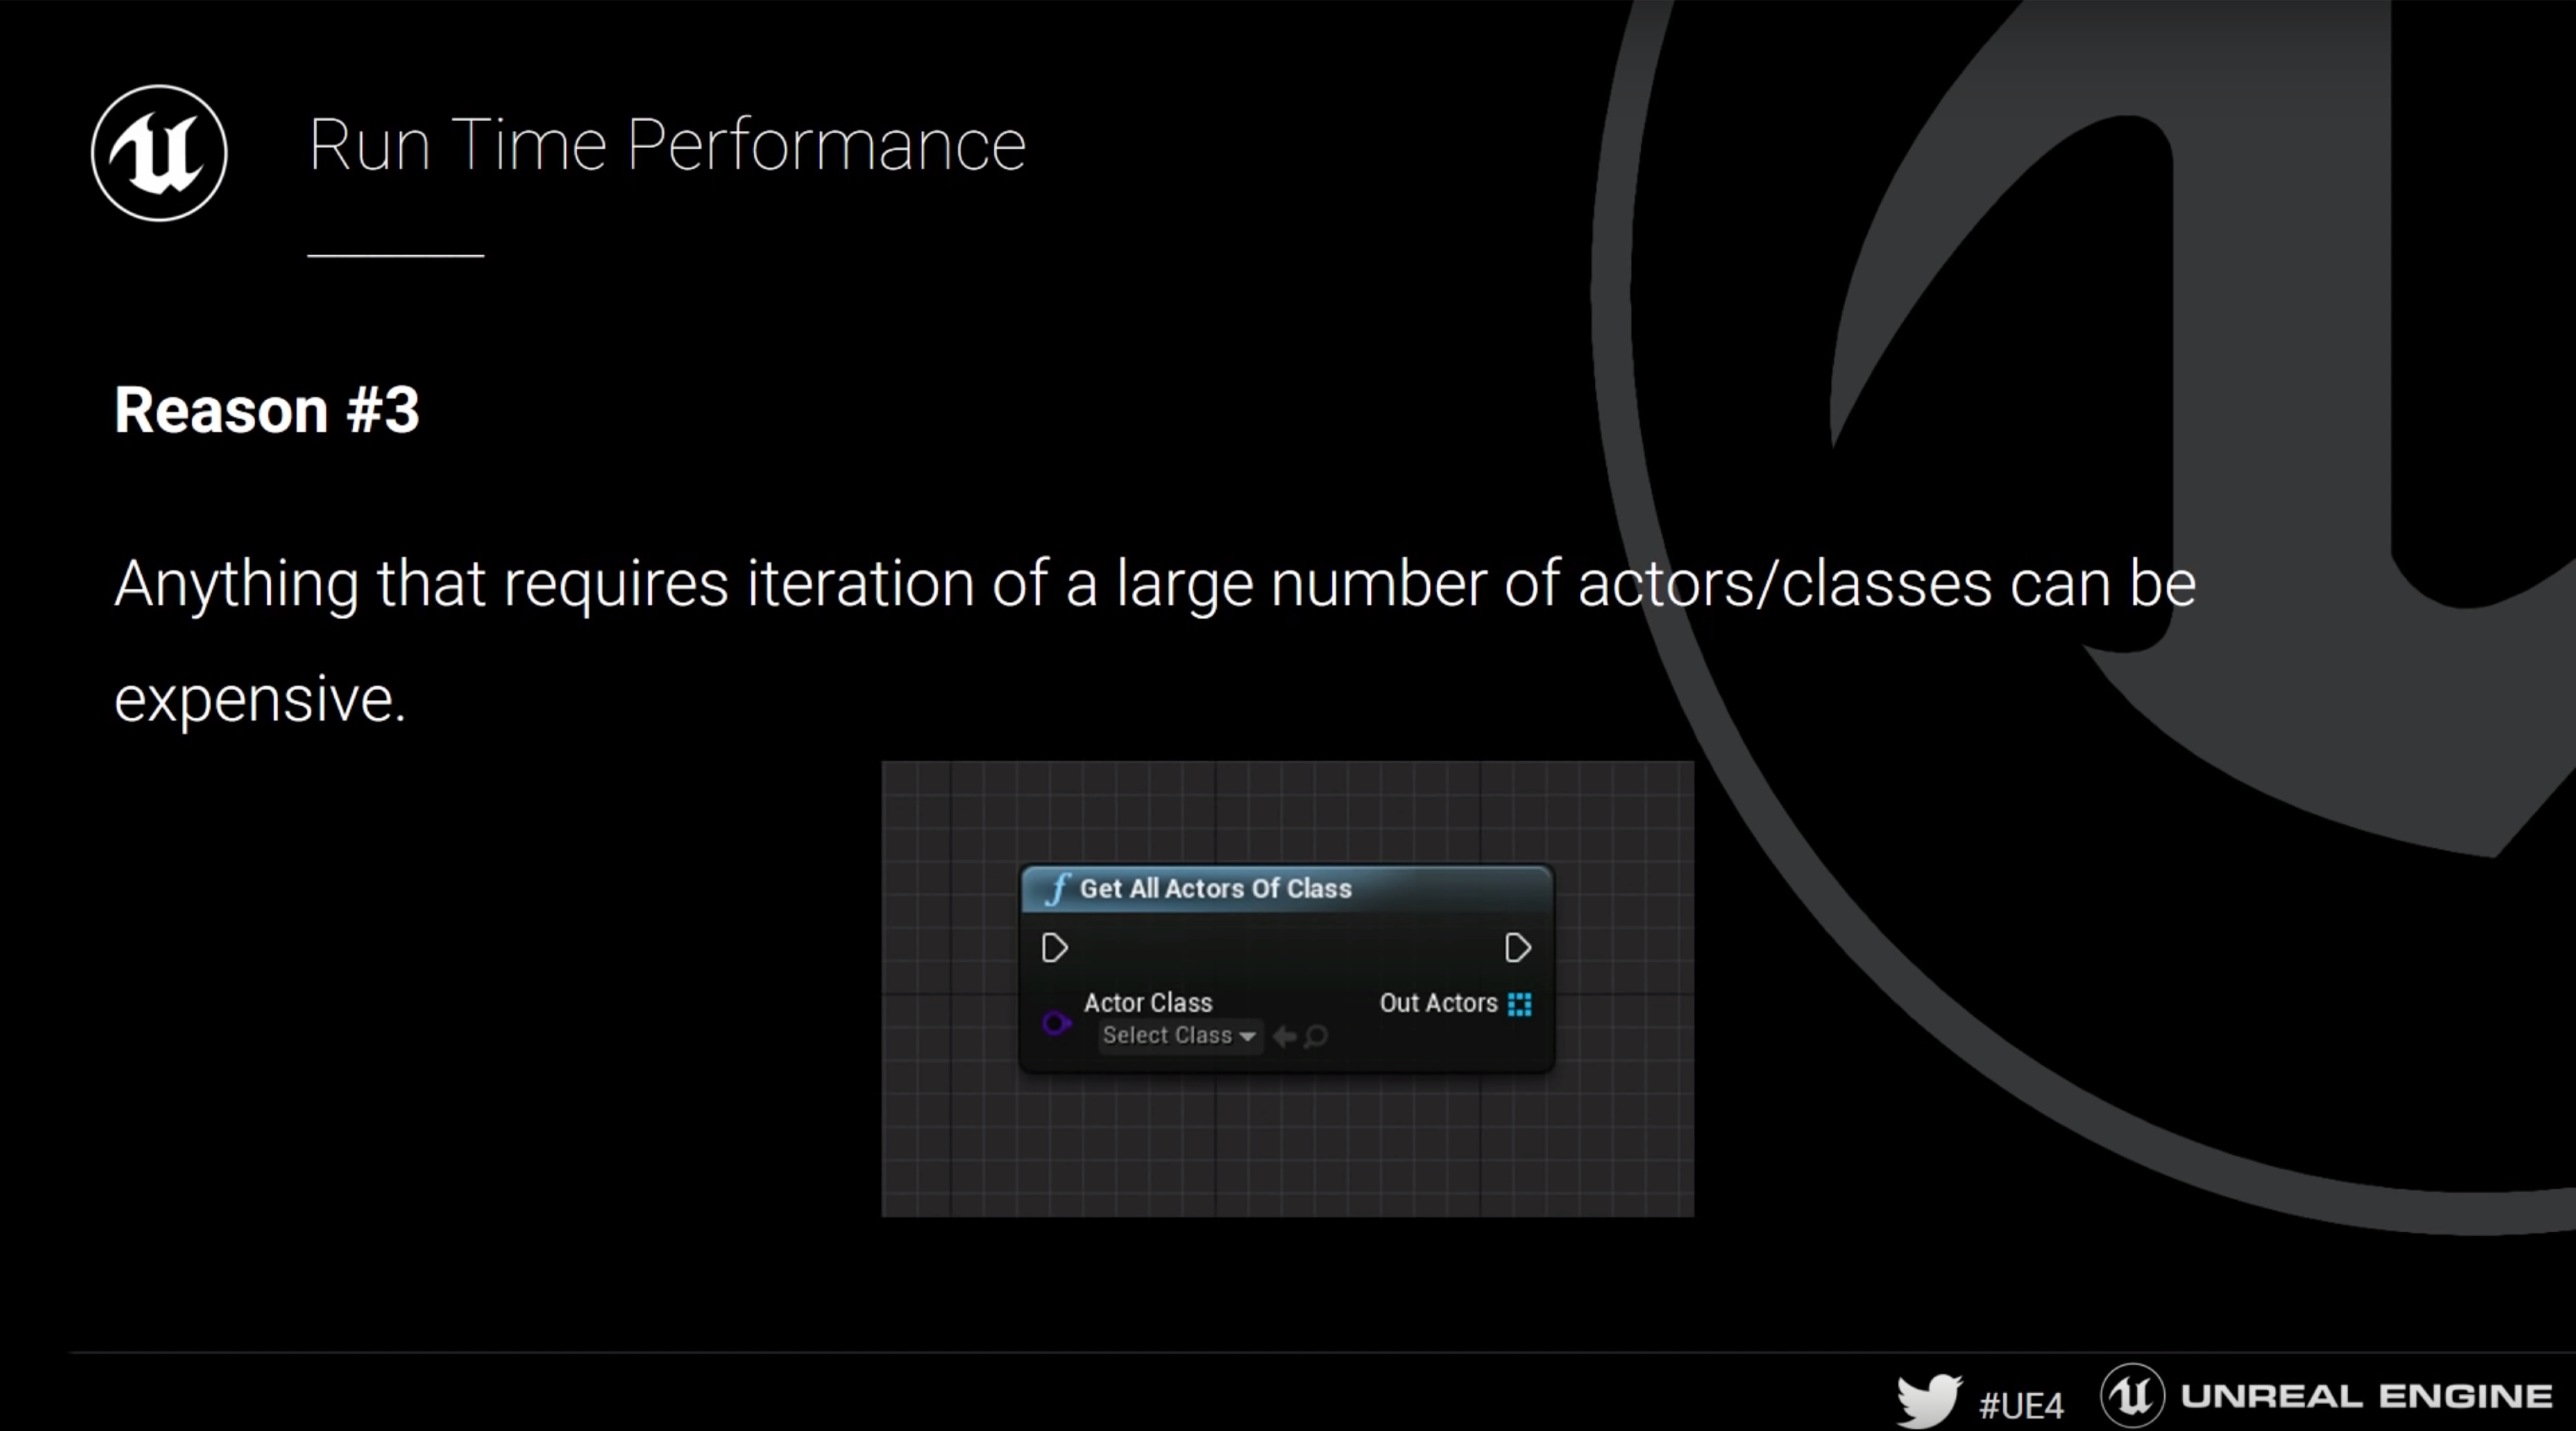 Run Time Performance
Reason #3
Anything that requires iteration of a large number of actors/classes can be
expensive.
f Get All Actors Of Class
Actor Class
Select Class
Out Actors
#UE4
UNREAL ENGINE